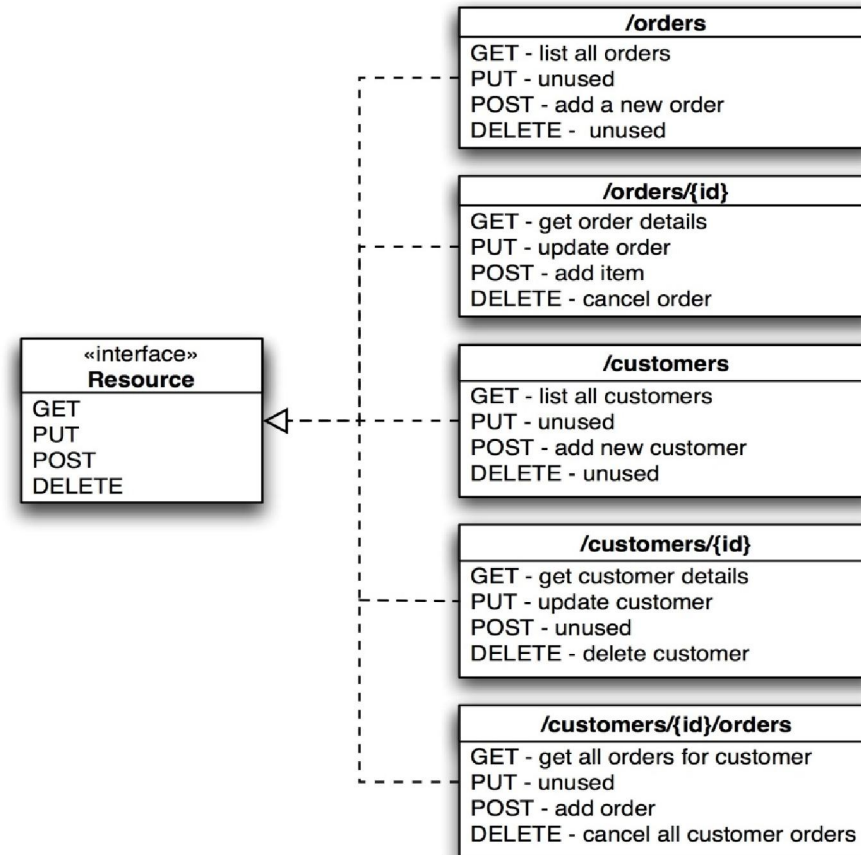 /orders
GET - list all orders
PUT - unused
POST - add a new order
DELETE -  unused
/orders/{id}
GET - get order details
PUT - update order
POST - add item
DELETE - cancel order
«interface»
Resource
GET
PUT
POST
DELETE
/customers
GET - list all customers
PUT - unused
POST - add new customer
DELETE - unused
/customers/{id}
GET - get customer details
PUT - update customer
POST - unused
DELETE - delete customer
/customers/{id}/orders
GET - get all orders for customer
PUT - unused
POST - add order
DELETE - cancel all customer orders